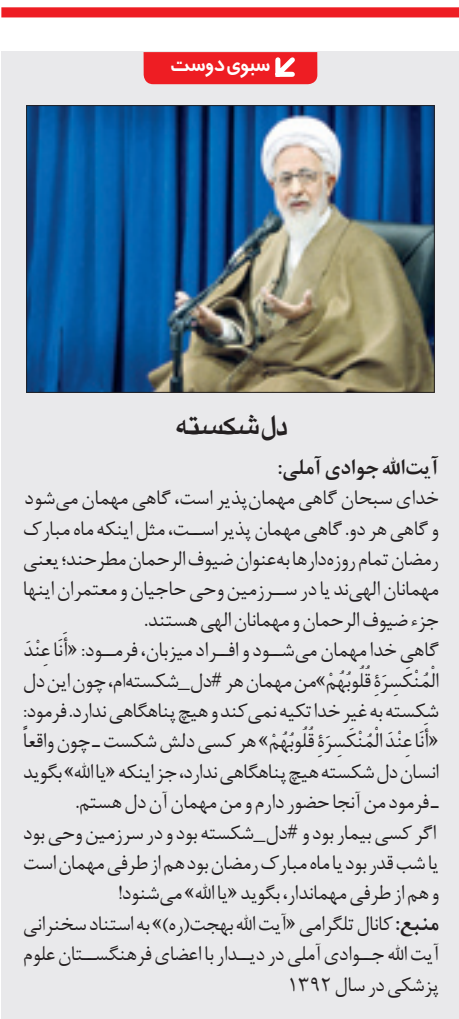 سبوی دوست
دل‌شکسته
آیت‌الله جوادی آملی:
خدای سبحان گاهی مهمان‌پذیر است، گاهی مهمان می‌شود
و گاهی هر دو. گاهی مهمان پذیر است، مثل اینکه ماه مبارک
رمضان تمام روزه‌دارها به‌عنوان ضیوف الرحمان مطرحند؛ یعنی
مهمانان الهی‌ند یا در سرزمین وحی حاجیان و معتمران اینها
جزء ضیوف الرحمان و مهمانان الهی هستند.
گاهی خدا مهمان می‌شود و افراد میزبان، فرمود: «أَنَا عِنْدَ
الْمُنْکَسِرَةِ قُلُوبُهُمْ»من مهمان هر #دل_شکسته‌ام، چون این دل
شکسته به غیر خدا تکیه نمی‌کند و هیچ پناهگاهی ندارد. فرمود:
«أَنَا عِنْدَ الْمُنْکَسِرَةِ قُلُوبُهُمْ» هر کسی دلش شکست ـ چون واقعاً
انسان دل شکسته هیچ پناهگاهی ندارد، جز اینکه «یا الله» بگوید
ـ فرمود من آنجا حضور دارم و من مهمان آن دل هستم.
اگر کسی بیمار بود و #دل_شکسته بود و در سرزمین وحی بود
یا شب قدر بود یا ماه مبارک رمضان بود هم از طرفی مهمان است
و هم از طرفی مهماندار، بگوید «یا الله» می‌شنود!
منبع: کانال تلگرامی «آیت الله بهجت(ره)» به استناد سخنرانی
آیت الله جوادی آملی در دیدار با اعضای فرهنگستان علوم
پزشکی در سال ۱۳۹۲